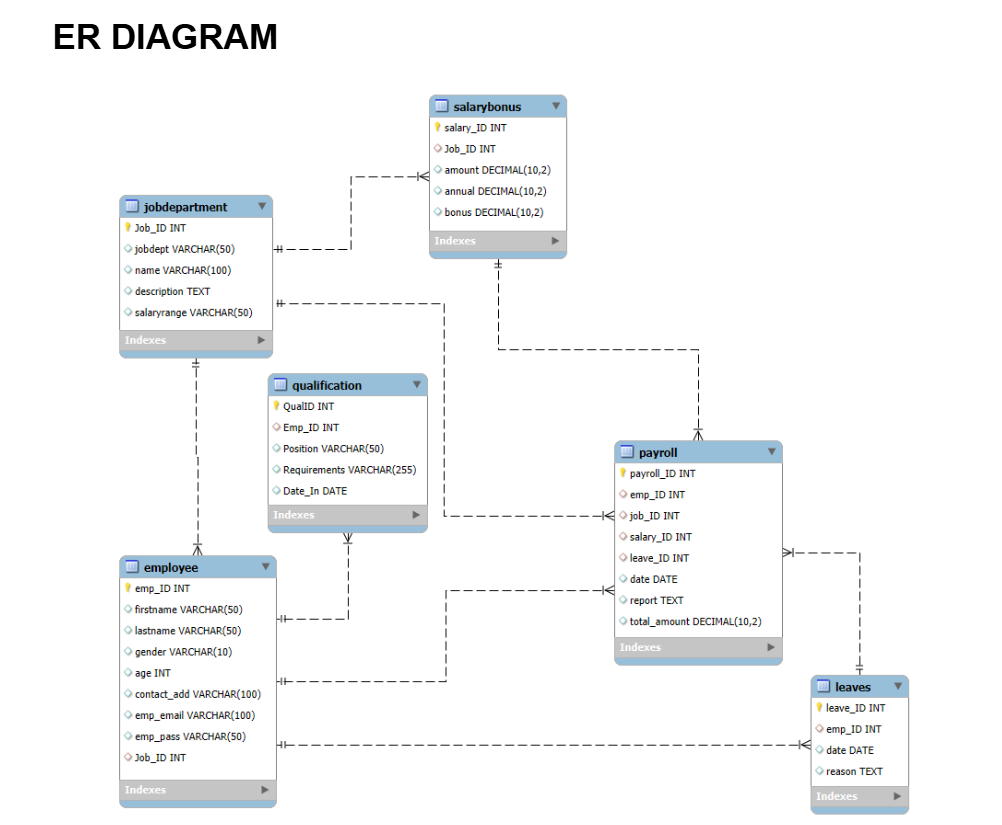 ER DIAGRAM
salarybonus
salary_ID INT
Job_ID INT
amount DECIMAL(10,2)
annual DECIMAL(10,2)
bonus DECIMAL(10,2)
Indexes
jobdepartment
Job_ID INT
jobdept VARCHAR(50)
name VARCHAR(100)
description TEXT
salaryrange VARCHAR(50)
Indexes
qualification
QualID INT
Emp_ID INT
Position VARCHAR(50)
Requirements VARCHAR(255)
Date_In DATE
Indexes
payroll
payroll_ID INT
emp_ID INT
job_ID INT
salary_ID INT
leave_ID INT
date DATE
report TEXT
total_amount DECIMAL(10,2)
Indexes
employee
emp_ID INT
firstname VARCHAR(50)
lastname VARCHAR(50)
gender VARCHAR(10)
age INT
contact_add VARCHAR(100)
emp_email VARCHAR(100)
emp_pass VARCHAR(50)
Job_ID INT
Indexes
leaves
leave_ID INT
emp_ID INT
date DATE
reason TEXT
Indexes